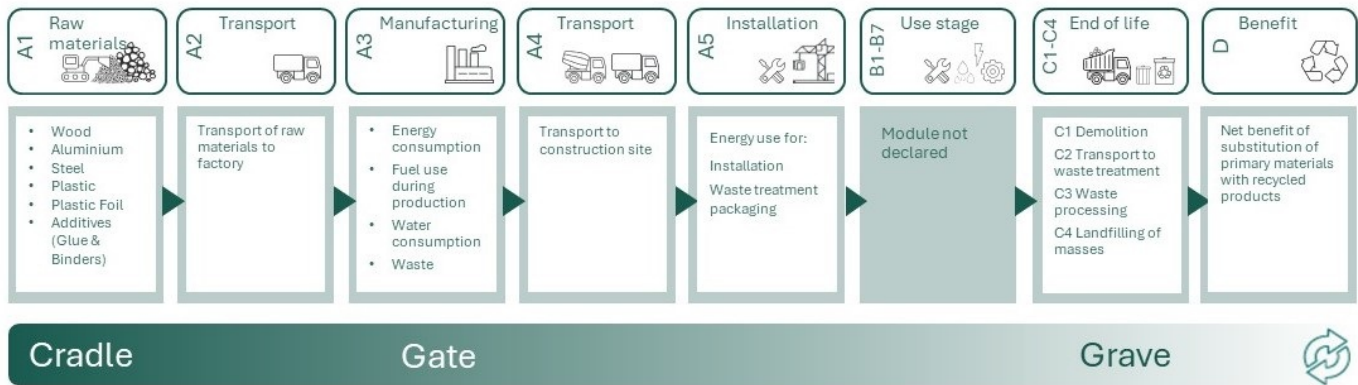 A1
Raw
materials
A2
Transport
A3
Manufacturing
A4
Transport
A5
Installation
B1-B7
Use stage
C1-C4
End of life
D
Benefit
• Wood
• Aluminium
• Steel
• Plastic
• Plastic Foil
• Additives
(Glue &
Binders)
Transport of raw
materials to
factory
• Energy
consumption
• Fuel use
during
production
• Water
consumption
• Waste
Transport to
construction site
Energy use for:
Installation
Waste treatment
packaging
Module not
declared
C1 Demolition
C2 Transport to
waste treatment
C3 Waste
processing
C4 Landfilling of
masses
Net benefit of
substitution of
primary materials
with recycled
products
Cradle
Gate
Grave